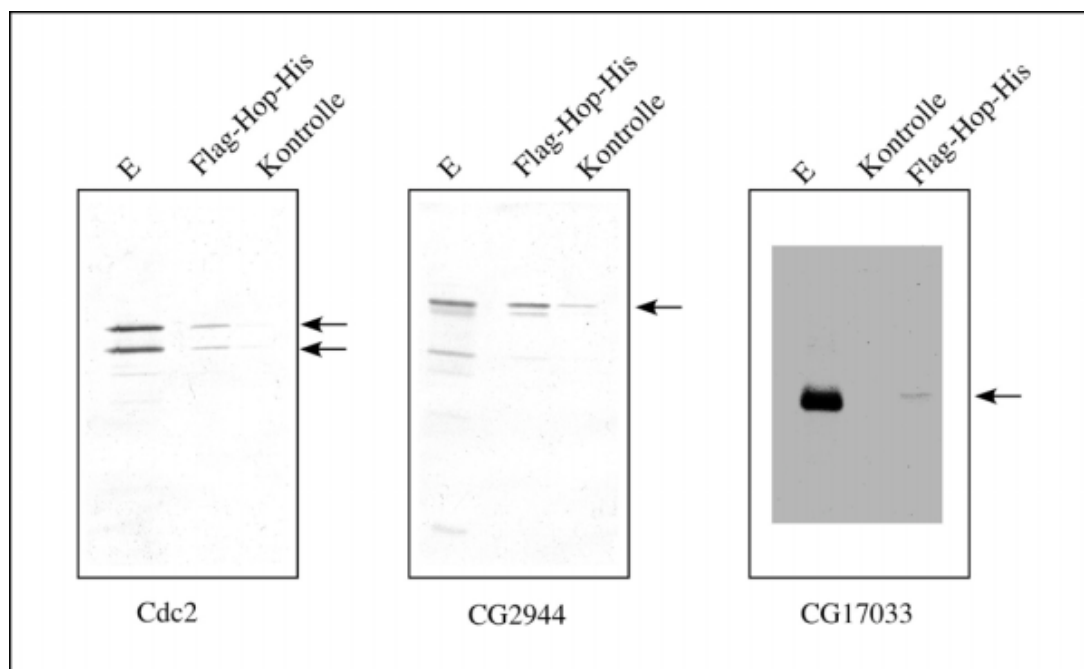 E
Flag-Hop-His
Kontrolle
E
Flag-Hop-His
Kontrolle
E
Kontrolle
Flag-Hop-His
Cdc2
CG2944
CG17033